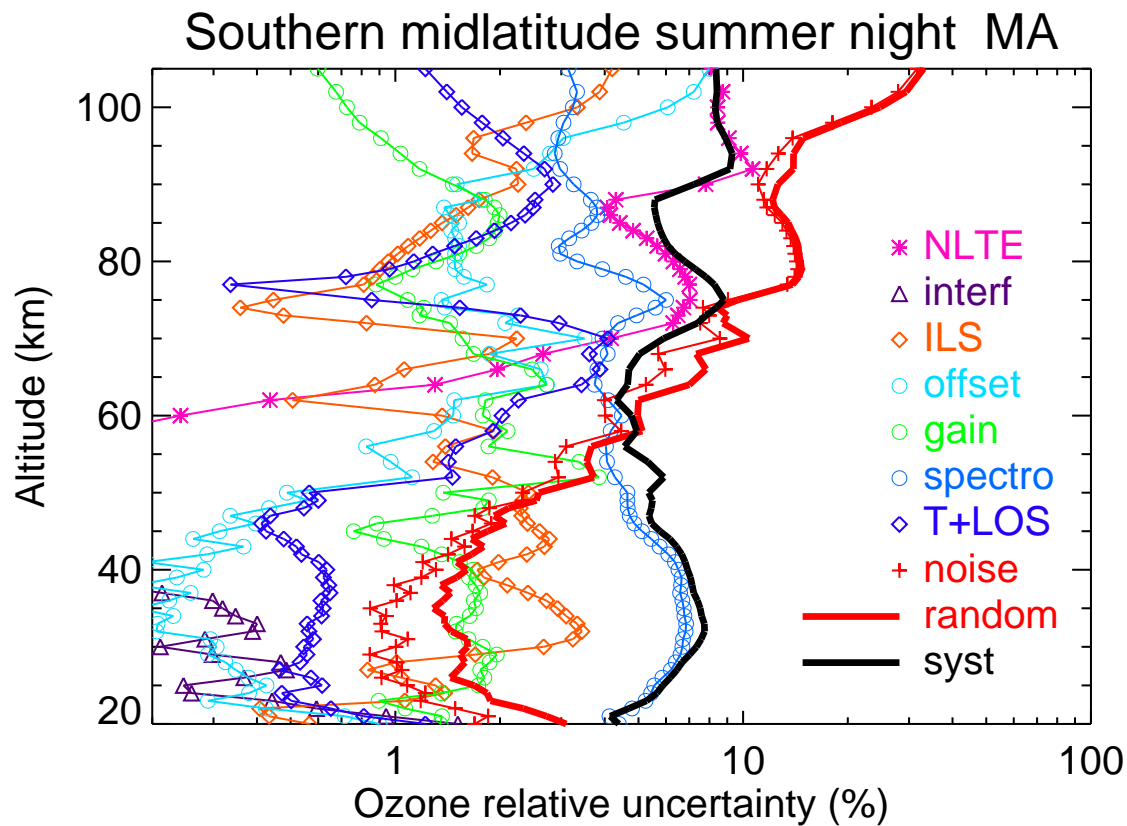 Southern midlatitude summer night MA
Altitude (km)
100
80
60
40
20
NLTE
interf
ILS
offset
gain
spectro
T+LOS
noise
random
syst
1
10
100
Ozone relative uncertainty (%)